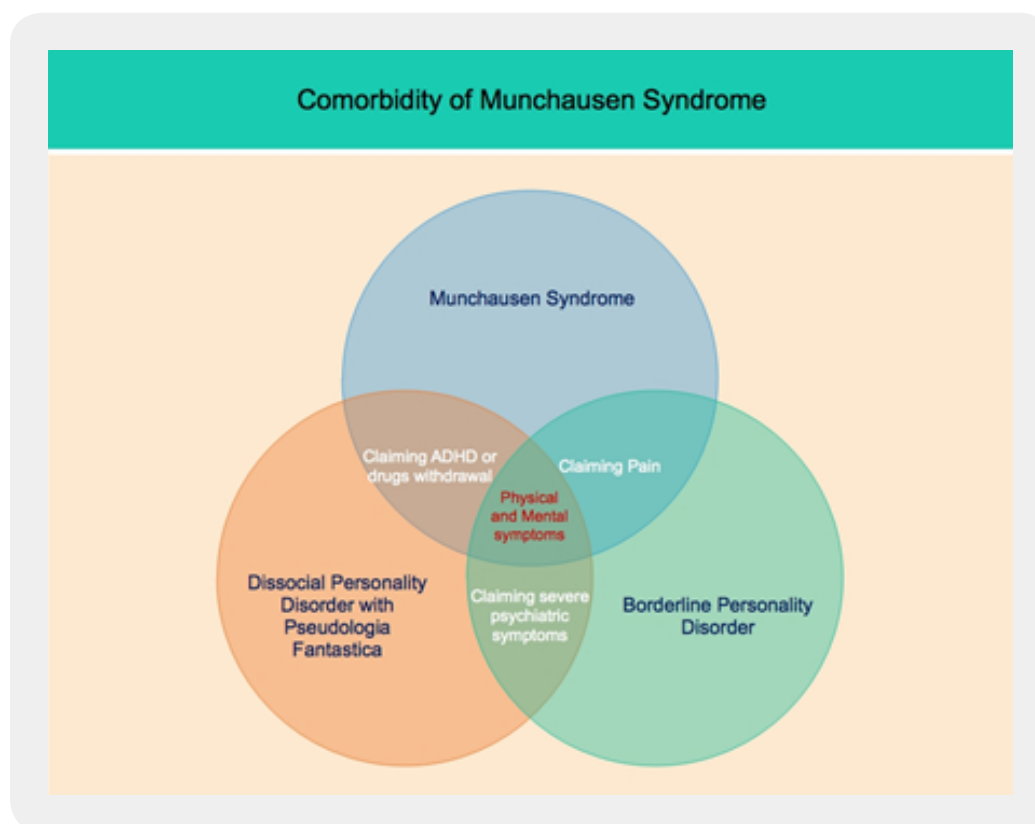 Comorbidity of Munchausen Syndrome
Munchausen Syndrome
Claiming ADHD or
drugs withdrawal
Claiming Pain
Physical
and Mental
symptoms
Dissocial Personality
Disorder with
Pseudologia
Fantastica
Claiming severe
psychiatric
symptoms
Borderline Personality
Disorder